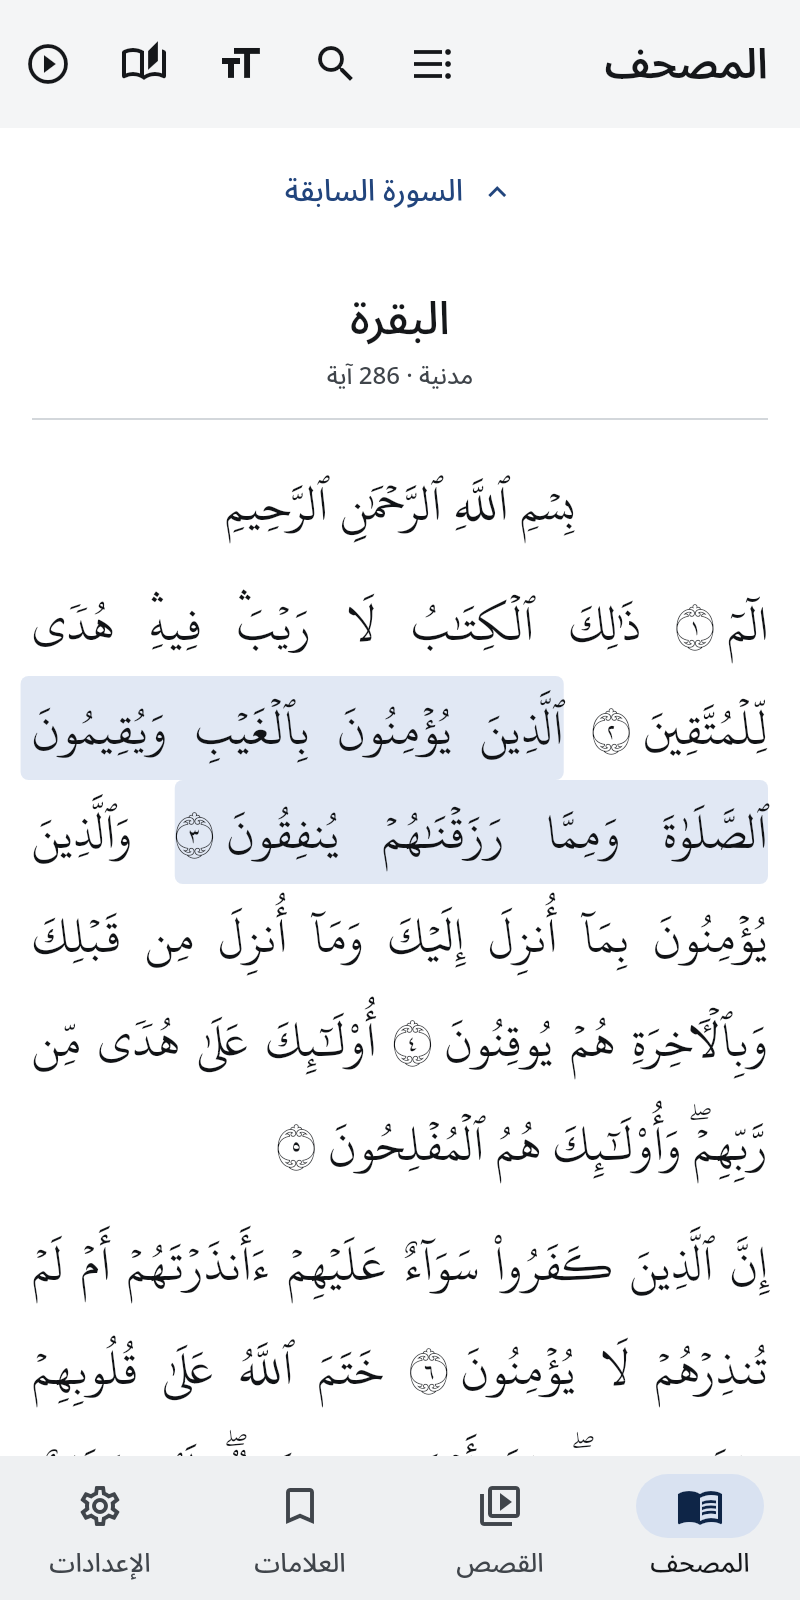 المصحف
السورة السابقة
البقرة
مدنية · 286 آية
بِسۡمِ ٱللَّهِ ٱلرَّحۡمَٰنِ ٱلرَّحِيمِ
الٓمٓ ١ ذَٰلِكَ ٱلۡكِتَٰبُ لَا رَيۡبَۛ فِيهِۛ هُدٗى
لِّلۡمُتَّقِينَ ٢ ٱلَّذِينَ يُؤۡمِنُونَ بِٱلۡغَيۡبِ وَيُقِيمُونَ
ٱلصَّلَوٰةَ وَمِمَّا رَزَقۡنَٰهُمۡ يُنفِقُونَ ٣ وَٱلَّذِينَ
يُؤۡمِنُونَ بِمَآ أُنزِلَ إِلَيۡكَ وَمَآ أُنزِلَ مِن قَبۡلِكَ
وَبِٱلۡأٓخِرَةِ هُمۡ يُوقِنُونَ ٤ أُوْلَٰٓئِكَ عَلَىٰ هُدٗى مِّن
رَّبِّهِمۡۖ وَأُوْلَٰٓئِكَ هُمُ ٱلۡمُفۡلِحُونَ ٥
إِنَّ ٱلَّذِينَ كَفَرُواْ سَوَآءٌ عَلَيۡهِمۡ ءَأَنذَرۡتَهُمۡ أَمۡ لَمۡ
تُنذِرۡهُمۡ لَا يُؤۡمِنُونَ ٦ خَتَمَ ٱللَّهُ عَلَىٰ قُلُوبِهِمۡ
المصحف
القصص
العلامات
الإعدادات